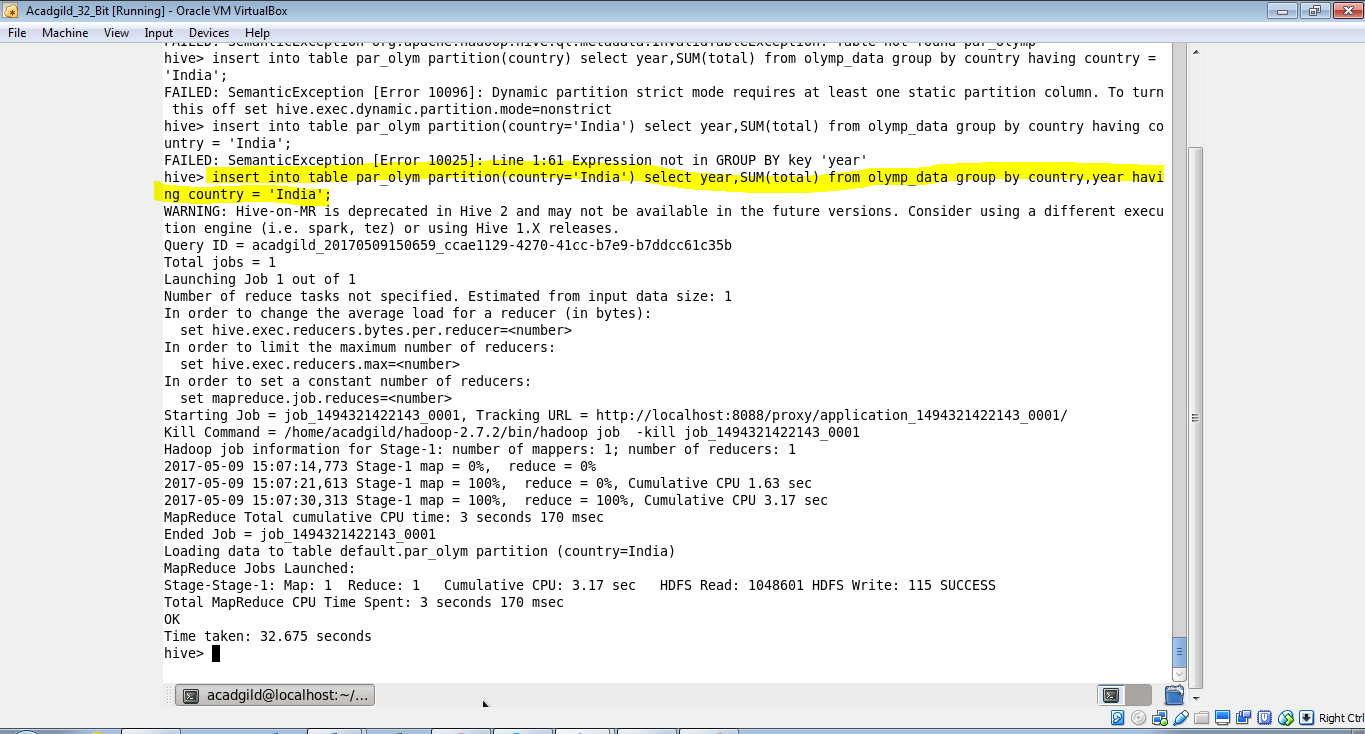 Acadgild_32_Bit [Running] - Oracle VM VirtualBox
File Machine View Input Devices Help
FAILED: SemanticException org.apache.hadoop.hive.ql.metadata.InvalidTableException: Table not found par_olymp
hive> insert into table par_olym partition(country) select year,SUM(total) from olymp_data group by country having country =
'India';
FAILED: SemanticException [Error 10096]: Dynamic partition strict mode requires at least one static partition column. To turn
this off set hive.exec.dynamic.partition.mode=nonstrict
hive> insert into table par_olym partition(country='India') select year,SUM(total) from olymp_data group by country having co
untry = 'India';
FAILED: SemanticException [Error 10025]: Line 1:61 Expression not in GROUP BY key 'year'
hive> insert into table par_olym partition(country='India') select year,SUM(total) from olymp_data group by country,year havi
ng country = 'India';
WARNING: Hive-on-MR is deprecated in Hive 2 and may not be available in the future versions. Consider using a different execu
tion engine (i.e. spark, tez) or using Hive 1.X releases.
Query ID = acadgild_20170509150659_ccae1129-4270-41cc-b7e9-b7ddcc61c35b
Total jobs = 1
Launching Job 1 out of 1
Number of reduce tasks not specified. Estimated from input data size: 1
In order to change the average load for a reducer (in bytes):
set hive.exec.reducers.bytes.per.reducer=<number>
In order to limit the maximum number of reducers:
set hive.exec.reducers.max=<number>
In order to set a constant number of reducers:
set mapreduce.job.reduces=<number>
Starting Job = job_1494321422143_0001, Tracking URL = http://localhost:8088/proxy/application_1494321422143_0001/
Kill Command = /home/acadgild/hadoop-2.7.2/bin/hadoop job  -kill job_1494321422143_0001
Hadoop job information for Stage-1: number of mappers: 1; number of reducers: 1
2017-05-09 15:07:14,773 Stage-1 map = 0%,  reduce = 0%
2017-05-09 15:07:21,613 Stage-1 map = 100%,  reduce = 0%, Cumulative CPU 1.63 sec
2017-05-09 15:07:30,313 Stage-1 map = 100%,  reduce = 100%, Cumulative CPU 3.17 sec
MapReduce Total cumulative CPU time: 3 seconds 170 msec
Ended Job = job_1494321422143_0001
Loading data to table default.par_olym partition (country=India)
MapReduce Jobs Launched:
Stage-Stage-1: Map: 1  Reduce: 1   Cumulative CPU: 3.17 sec   HDFS Read: 1048601 HDFS Write: 115 SUCCESS
Total MapReduce CPU Time Spent: 3 seconds 170 msec
OK
Time taken: 32.675 seconds
hive>
acadgild@localhost:~/...
Right Ctrl